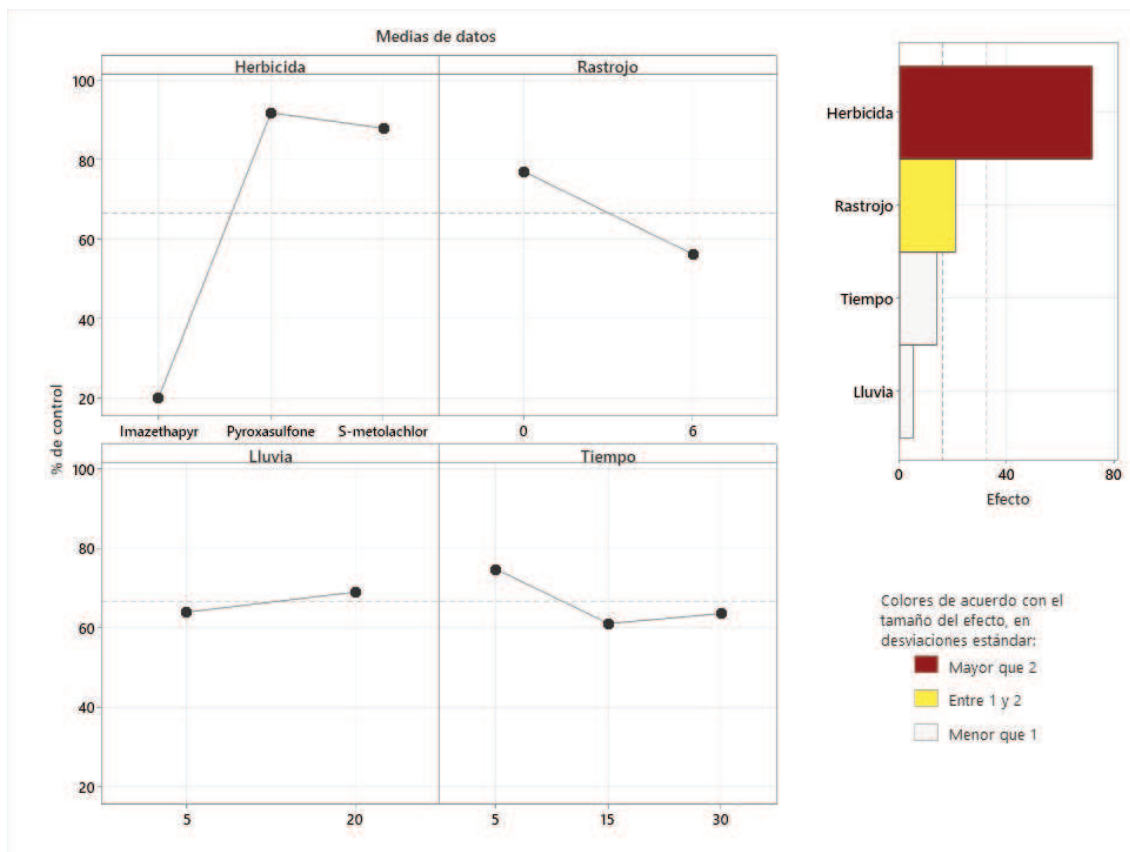 Medias de datos
Herbicida
Rastrojo
% de control
100
80
60
40
20
Imazethapyr
Pyroxasulfone
S-metolachlor
0
6
Lluvia
Tiempo
100
80
60
40
20
5
20
5
15
30
Herbicida
Rastrojo
Tiempo
Lluvia
0
40
80
Efecto
Colores de acuerdo con el
tamaño del efecto, en
desviaciones estándar:
Mayor que 2
Entre 1 y 2
Menor que 1